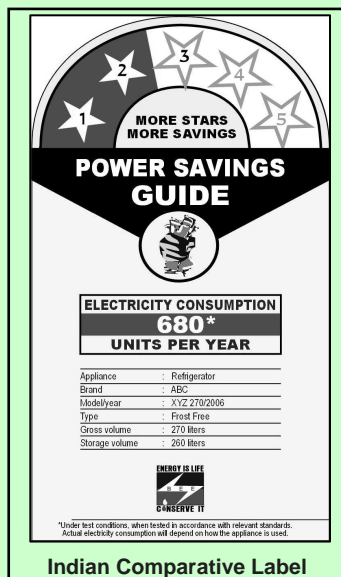 1 2 3 4 5
MORE STARS
MORE SAVINGS
POWER SAVINGS
GUIDE
ELECTRICITY CONSUMPTION
680*
UNITS PER YEAR
Appliance : Refrigerator
Brand : ABC
Model/year : XYZ 270/2006
Type : Frost Free
Gross volume : 270 liters
Storage volume : 260 liters
ENERGY IS LIFE
BEE
CONSERVE IT
*Under test conditions, when tested in accordance with relevant standards.
Actual electricity consumption will depend on how the appliance is used.
Indian Comparative Label